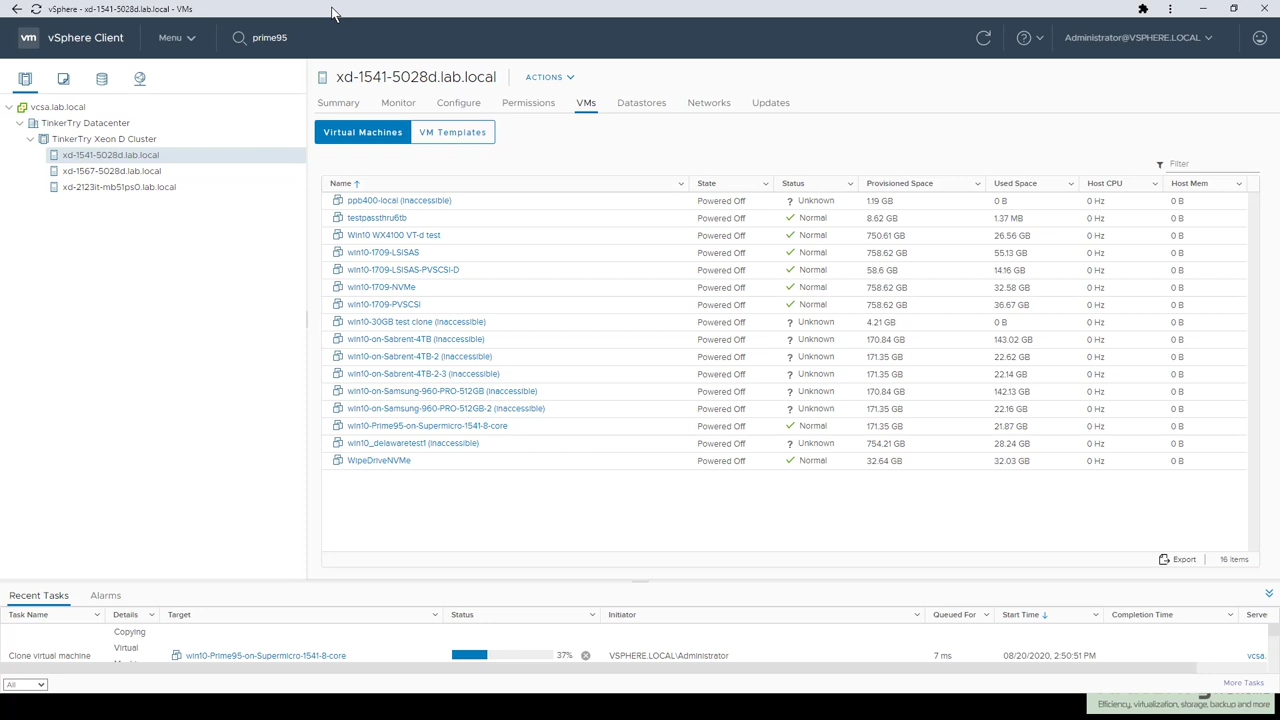 vSphere - xd-1541-5028d.lab.local - VMs
vm vSphere Client Menu prime95 Administrator@VSPHERE.LOCAL
xd-1541-5028d.lab.local ACTIONS
Summary Monitor Configure Permissions VMs Datastores Networks Updates
vcsa.lab.local
TinkerTry Datacenter
TinkerTry Xeon D Cluster
xd-1541-5028d.lab.local
xd-1567-5028d.lab.local
xd-2123it-mb51ps0.lab.local
Virtual Machines VM Templates
Filter
Name State Status Provisioned Space Used Space Host CPU Host Mem
ppb400-local (inaccessible) Powered Off ? Unknown 1.19 GB 0 B 0 Hz 0 B
testpassthru6tb Powered Off Normal 8.62 GB 1.37 MB 0 Hz 0 B
Win10 WX4100 VT-d test Powered Off Normal 750.61 GB 26.56 GB 0 Hz 0 B
win10-1709-LSISAS Powered Off Normal 758.62 GB 55.13 GB 0 Hz 0 B
win10-1709-LSISAS-PVSCSI-D Powered Off Normal 58.6 GB 14.16 GB 0 Hz 0 B
win10-1709-NVMe Powered Off Normal 758.62 GB 32.58 GB 0 Hz 0 B
win10-1709-PVSCSI Powered Off Normal 758.62 GB 36.67 GB 0 Hz 0 B
win10-30GB test clone (inaccessible) Powered Off ? Unknown 4.21 GB 0 B 0 Hz 0 B
win10-on-Sabrent-4TB (inaccessible) Powered Off ? Unknown 170.84 GB 143.02 GB 0 Hz 0 B
win10-on-Sabrent-4TB-2 (inaccessible) Powered Off ? Unknown 171.35 GB 22.62 GB 0 Hz 0 B
win10-on-Sabrent-4TB-2-3 (inaccessible) Powered Off ? Unknown 171.35 GB 22.14 GB 0 Hz 0 B
win10-on-Samsung-960-PRO-512GB (inaccessible) Powered Off ? Unknown 170.84 GB 142.13 GB 0 Hz 0 B
win10-on-Samsung-960-PRO-512GB-2 (inaccessible) Powered Off ? Unknown 171.35 GB 22.16 GB 0 Hz 0 B
win10-Prime95-on-Supermicro-1541-8-core Powered Off Normal 171.35 GB 21.87 GB 0 Hz 0 B
win10_delawaretest1 (inaccessible) Powered Off ? Unknown 754.21 GB 28.24 GB 0 Hz 0 B
WipeDriveNVMe Powered Off Normal 32.64 GB 32.03 GB 0 Hz 0 B
Export 16 items
Recent Tasks Alarms
Task Name Details Target Status Initiator Queued For Start Time Completion Time Serve
Copying
Virtual
Clone virtual machine win10-Prime95-on-Supermicro-1541-8-core 37% VSPHERE.LOCAL\Administrator 7 ms 08/20/2020, 2:50:51 PM vcsa.
All More Tasks
Efficiency, virtualization, storage, backup and more